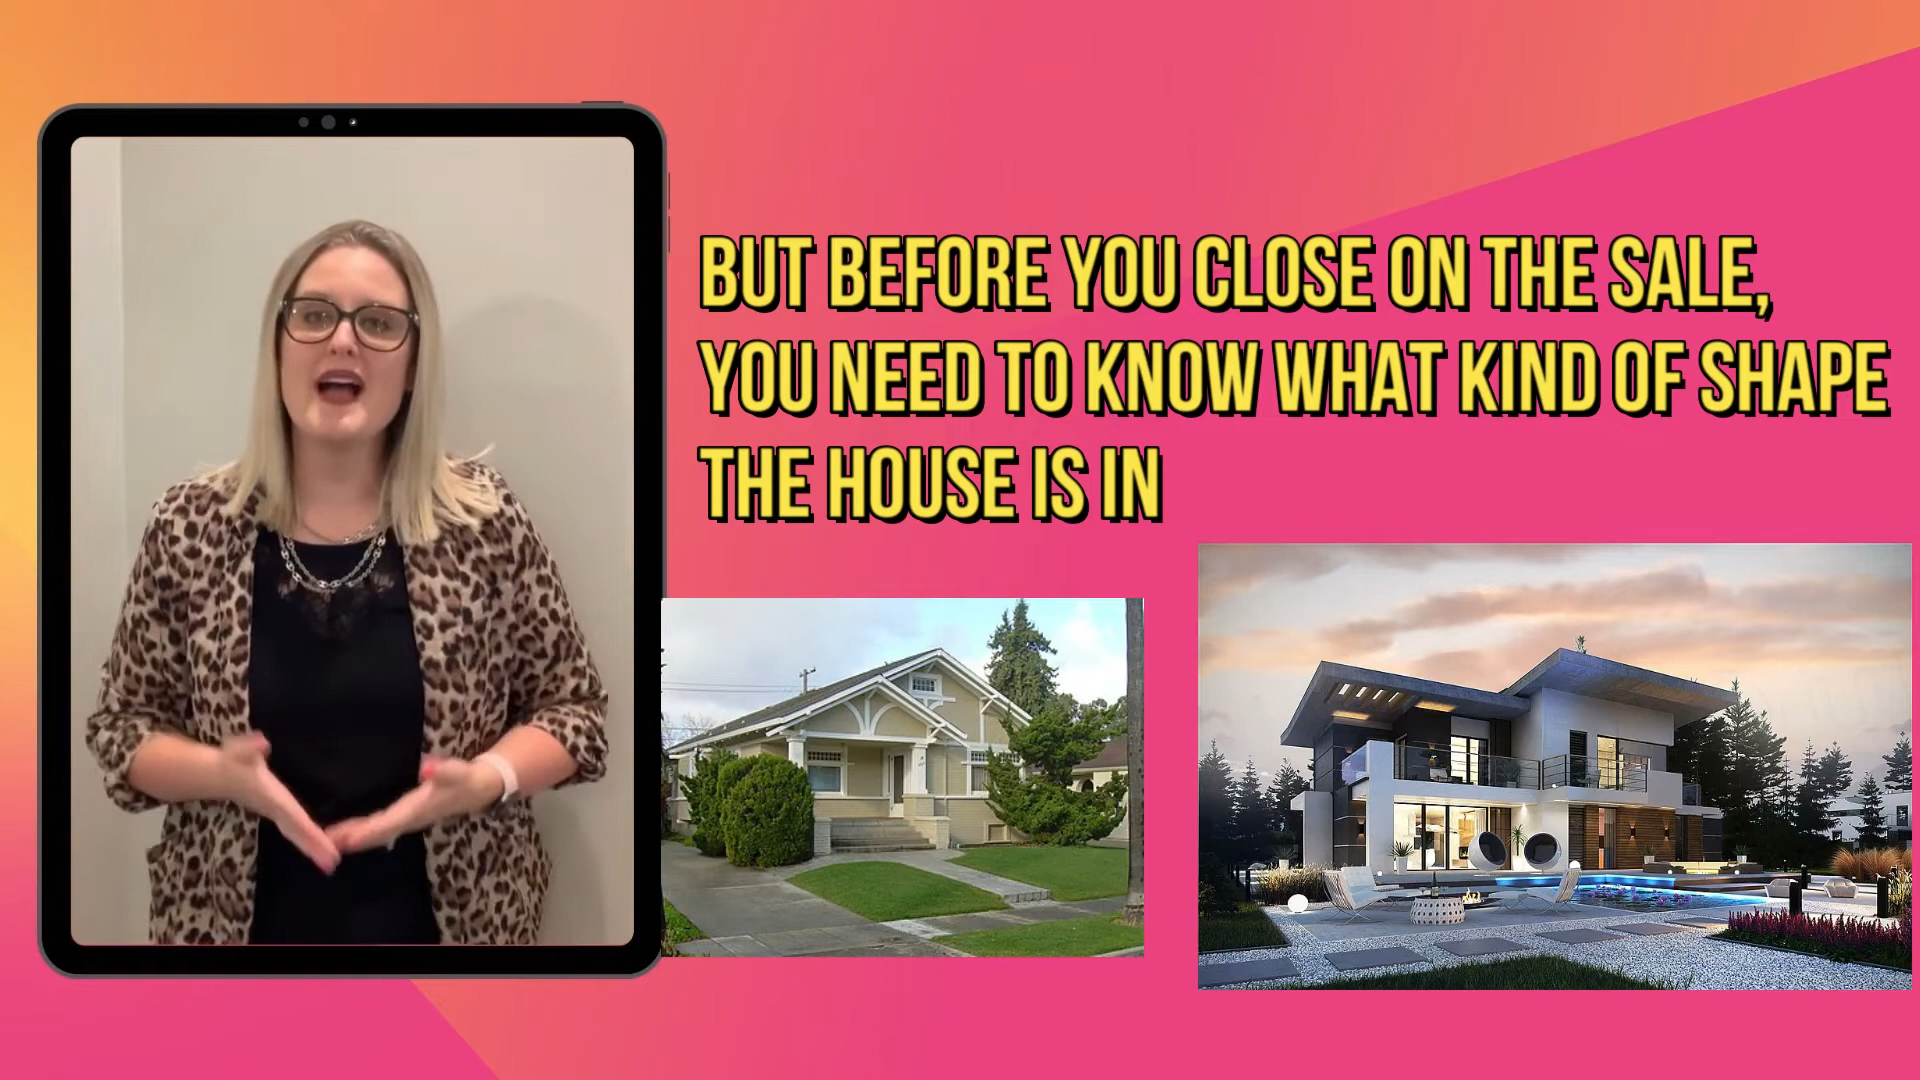 BUT BEFORE YOU CLOSE ON THE SALE,
YOU NEED TO KNOW WHAT KIND OF SHAPE
THE HOUSE IS IN